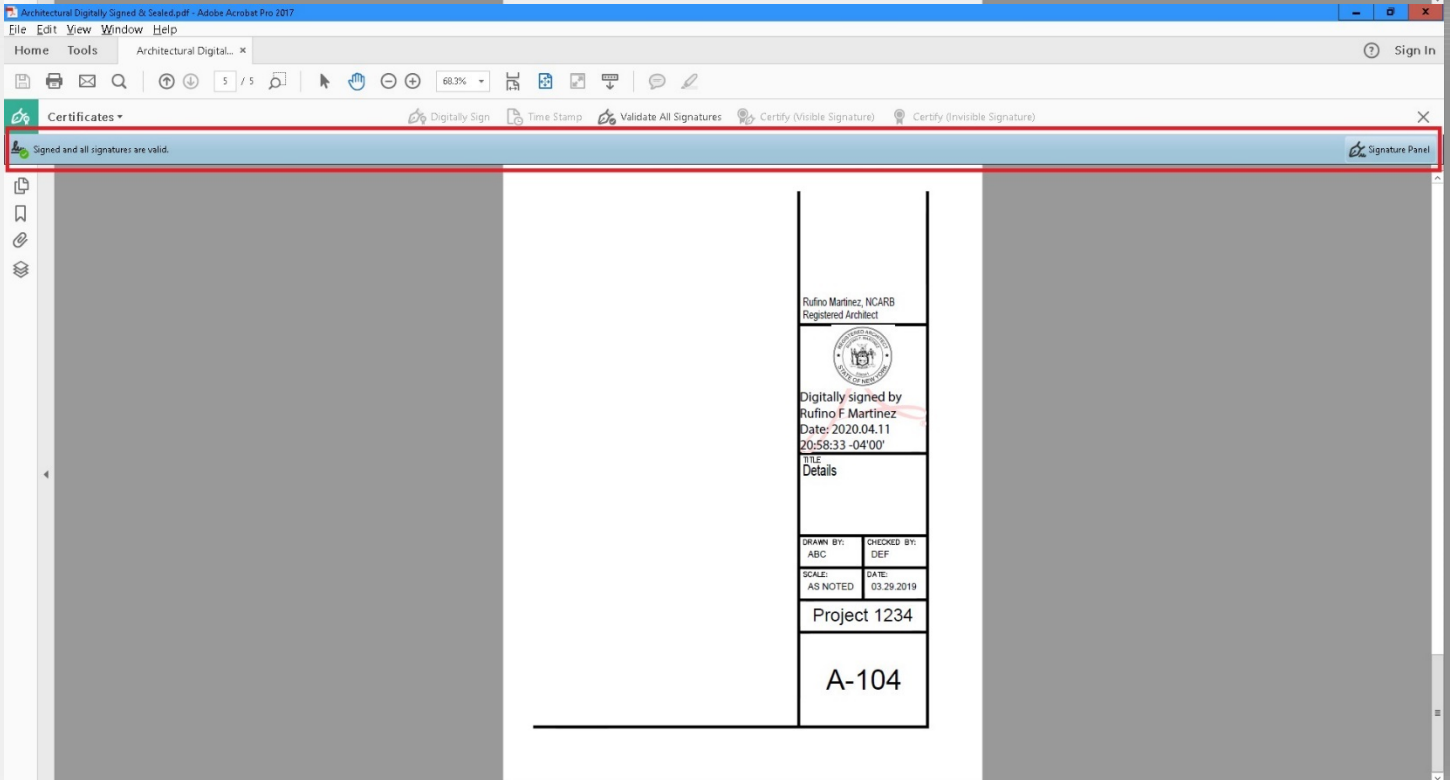 Architectural Digitally Signed & Sealed.pdf - Adobe Acrobat Pro 2017
File Edit View Window Help
Home Tools Architectural Digital... × Sign In
5 / 5 68.3%
Certificates Digitally Sign Time Stamp Validate All Signatures Certify (Visible Signature) Certify (Invisible Signature)
Signed and all signatures are valid. Signature Panel
Rufino Martinez, NCARB
Registered Architect
REGISTERED ARCHITECT
STATE OF NEW YORK
Digitally signed by
Rufino F Martinez
Date: 2020.04.11
20:58:33 -04'00'
TITLE
Details
DRAWN BY: CHECKED BY:
ABC DEF
SCALE: DATE:
AS NOTED 03.29.2019
Project 1234
A-104